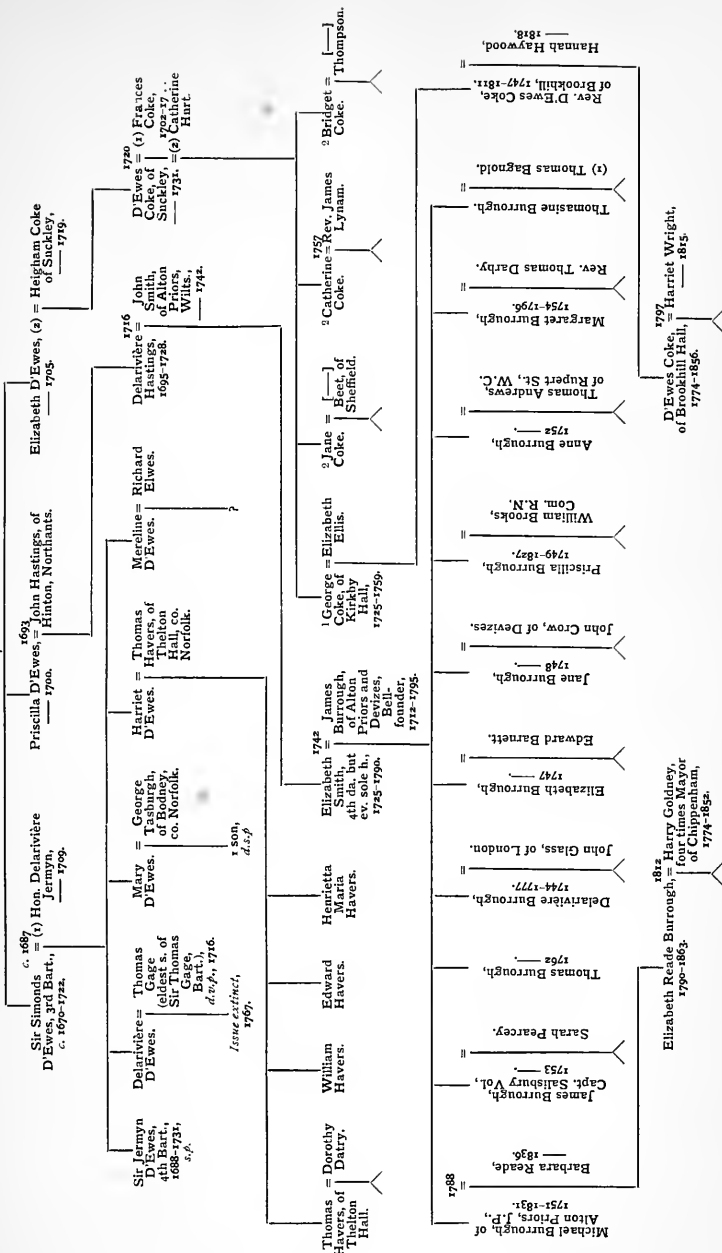 c. 1687
Sir Simonds = (1) Hon. Delarivière
D'Ewes, 3rd Bart., Jermyn,
c. 1670-1722. —— 1709.
1693
Priscilla D'Ewes, = John Hastings, of
—— 1700. Hinton, Northants.
Elizabeth D'Ewes, (2) = Heigham Coke
—— 1705. of Suckley,
—— 1719.
Sir Jermyn
D'Ewes,
4th Bart.,
1688-1731,
s.p.
Delarivière = Thomas
D'Ewes. Gage
(eldest s. of
Sir Thomas
Gage,
Bart.),
d.v.p., 1716.
Issue extinct,
1767.
Mary = George
D'Ewes. Tasburgh,
of Bodney,
co. Norfolk.
1 son,
d.s.p
Harriet = Thomas
D'Ewes. Havers, of
Thelton
Hall, co.
Norfolk.
Mereline = Richard
D'Ewes. Elwes.
?
1716
Delarivière = John
Hastings, Smith,
1695-1728. of Alton
Priors,
Wilts.,
—— 1742.
1720
D'Ewes = (1) Frances
Coke, of Coke,
Suckley, 1702-17 . .
—— 1731. = (2) Catherine
Hurt.
Thomas = Dorothy
Havers, of Datry.
Thelton
Hall.
William
Havers.
Edward
Havers.
Henrietta
Maria
Havers.
1742
Elizabeth = James
Smith, Burrough,
4th da. but of Alton
ev. sole h., Priors and
1725-1790. Devizes,
Bell-
founder,
1712-1795.
1 George = Elizabeth
Coke, of Ellis.
Kirkby
Hall,
1725-1759.
2 Jane = [—]
Coke. Beet, of
Sheffield.
1757
2 Catherine = Rev. James
Coke. Lynam.
2 Bridget = [—]
Coke. Thompson.
1788
Michael Burrough, of
Alton Priors, J.P.,
1751-1831.
=
Barbara Reade,
—— 1836.
James Burrough,
Capt. Salisbury Vol.,
1753 ——.
=
Sarah Pearcey.
Thomas Burrough,
1762 ——.
Delarivière Burrough,
1744-1777.
=
John Glass, of London.
Elizabeth Burrough,
1747 ——.
=
Edward Barnett.
Jane Burrough,
1748 ——.
=
John Crow, of Devizes.
Priscilla Burrough,
1749-1827.
=
William Brooks,
Com. R.N.
Anne Burrough,
1752 ——.
=
Thomas Andrews,
of Rupert St., W.C.
Margaret Burrough,
1754-1796.
=
Rev. Thomas Darby.
Thomasine Burrough.
=
(1) Thomas Bagnold.
Rev. D'Ewes Coke,
of Brookhill, 1747-1811.
=
Hannah Haywood,
—— 1818.
1812
Elizabeth Reade Burrough, = Harry Goldney,
1790-1863. four times Mayor
of Chippenham,
1774-1852.
1797
D'Ewes Coke, = Harriet Wright,
of Brookhill Hall, —— 1815.
1774-1856.